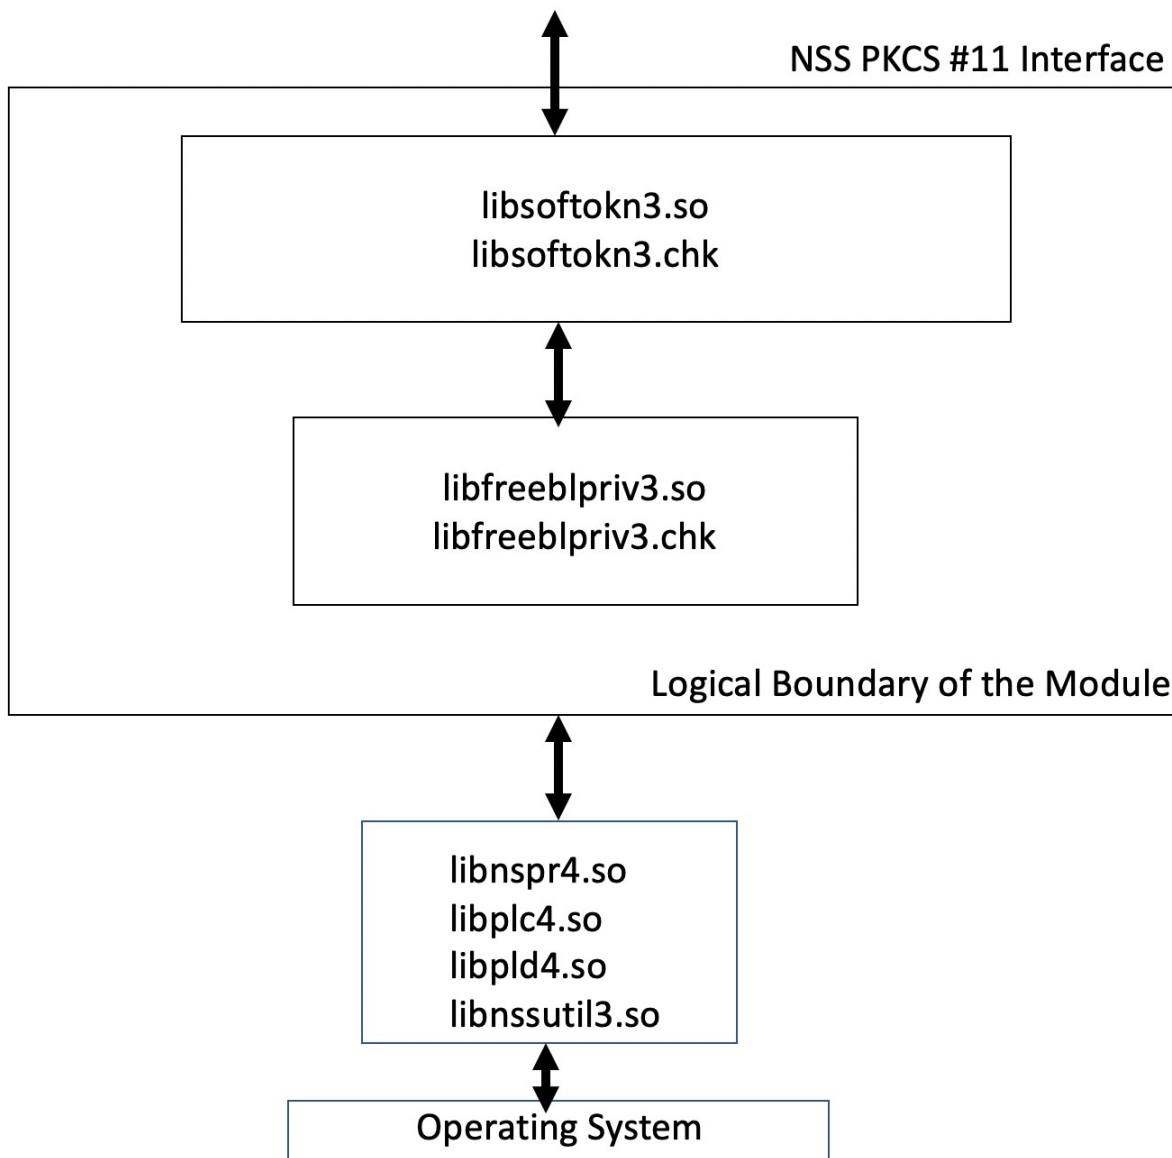 NSS PKCS #11 Interface
libsoftokn3.so
libsoftokn3.chk
libfreeblpriv3.so
libfreeblpriv3.chk
Logical Boundary of the Module
libnspr4.so
libplc4.so
libpld4.so
libnssutil3.so
Operating System